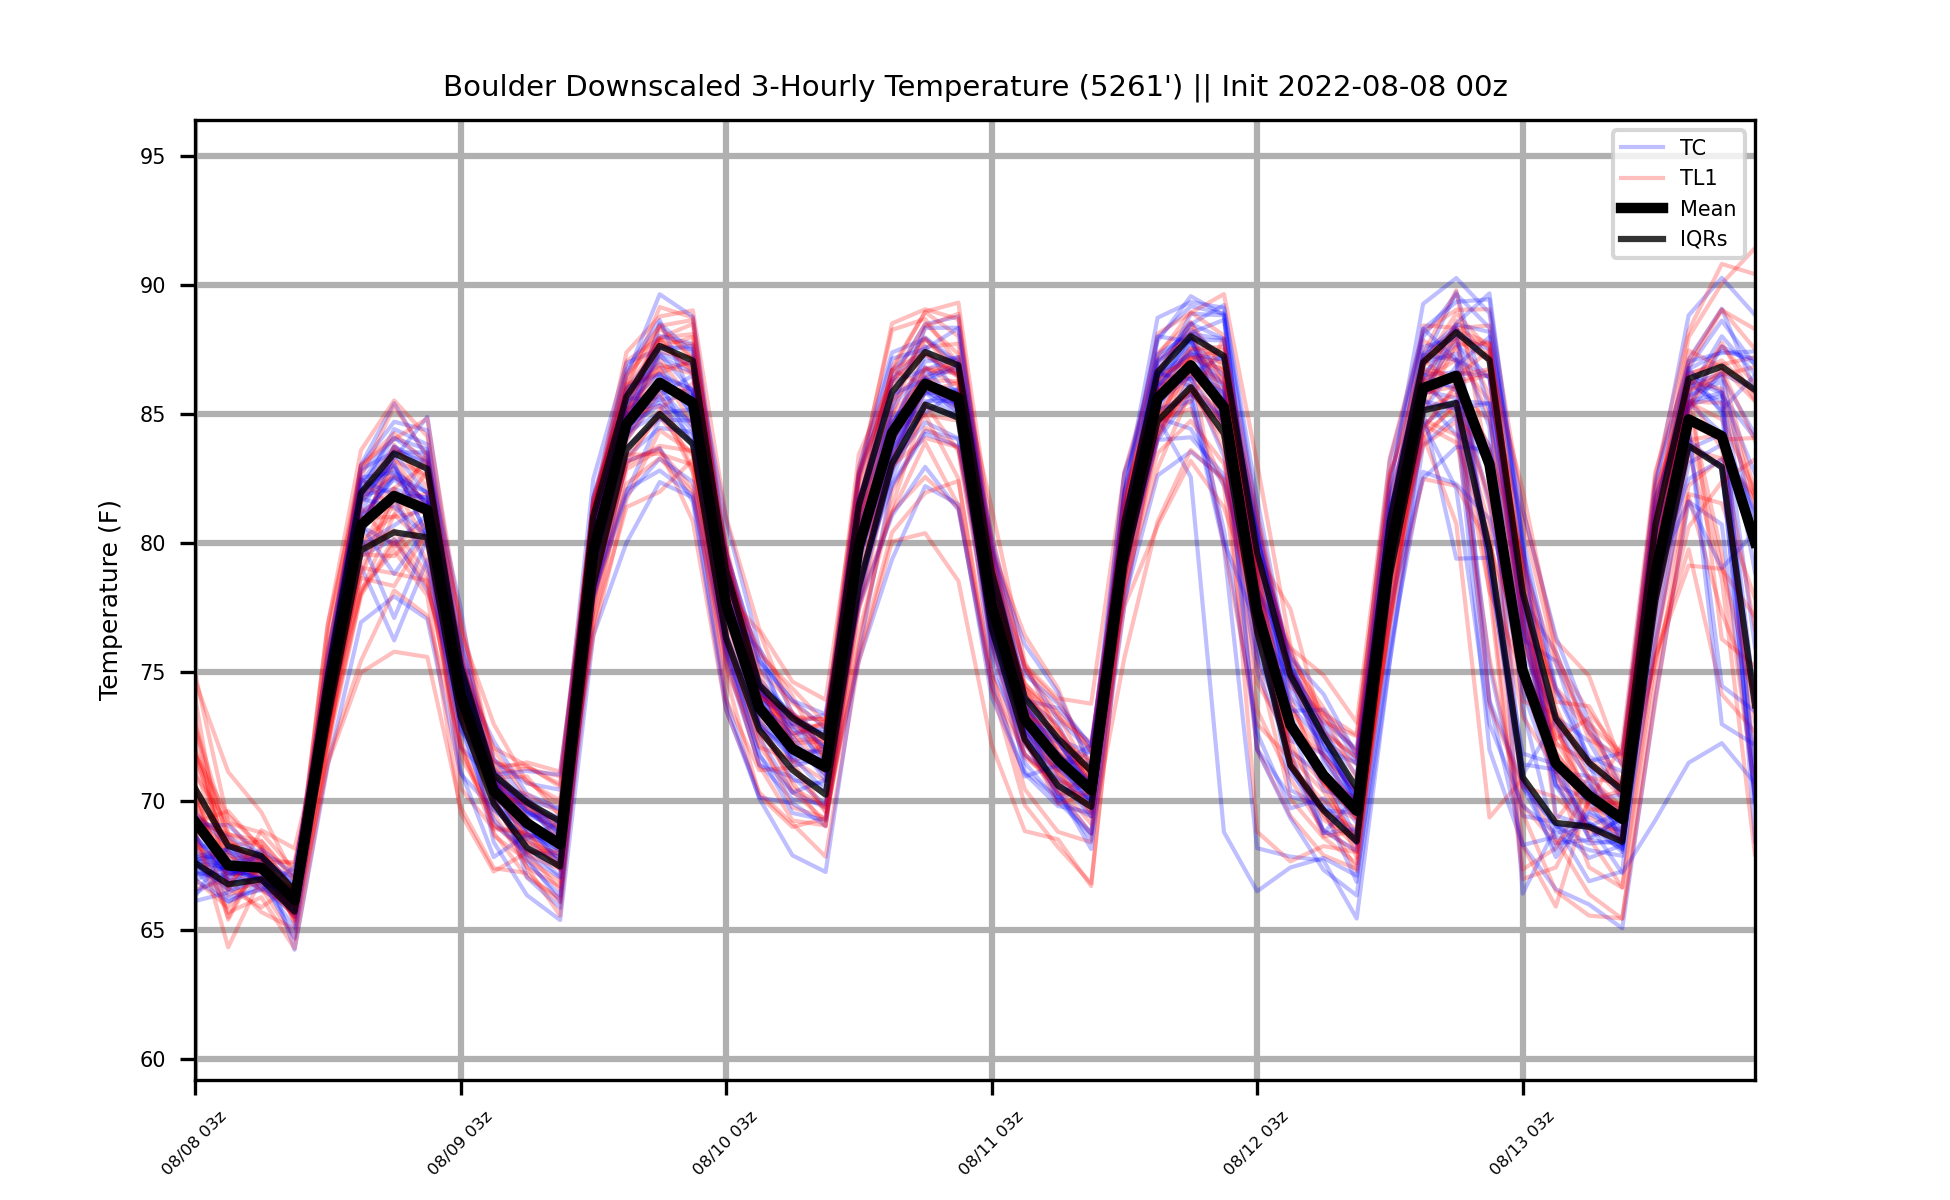 Boulder Downscaled 3-Hourly Temperature (5261') || Init 2022-08-08 00z
TC
TL1
Mean
IQRs
Temperature (F)
95
90
85
80
75
70
65
60
08/08 03z
08/09 03z
08/10 03z
08/11 03z
08/12 03z
08/13 03z